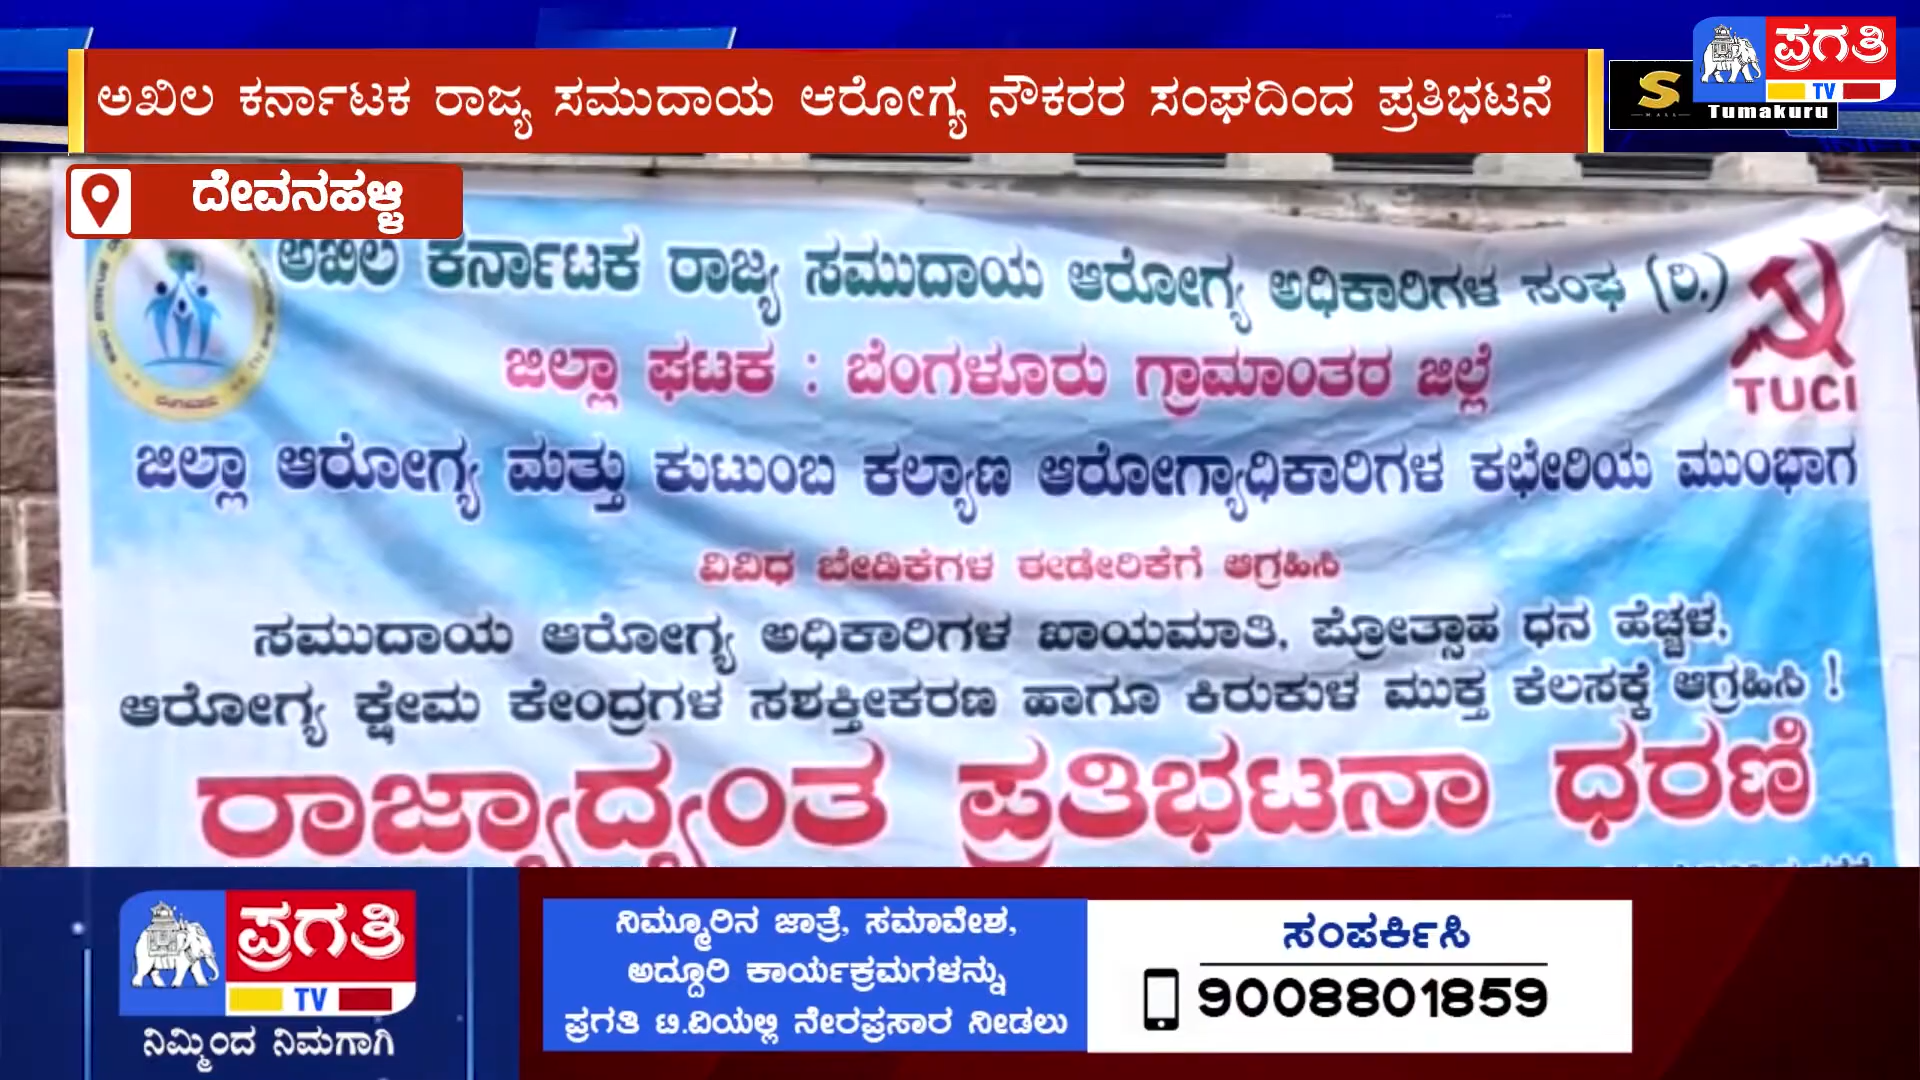 ಅಖಿಲ ಕರ್ನಾಟಕ ರಾಜ್ಯ ಸಮುದಾಯ ಆರೋಗ್ಯ ನೌಕರರ ಸಂಘದಿಂದ ಪ್ರತಿಭಟನೆ
ಪ್ರಗತಿ
TV
S
MALL
Tumakuru
ದೇವನಹಳ್ಳಿ
ಅಖಿಲ ಕರ್ನಾಟಕ ರಾಜ್ಯ ಸಮುದಾಯ ಆರೋಗ್ಯ ಅಧಿಕಾರಿಗಳ ಸಂಘ (ರಿ.)
ಜಿಲ್ಲಾ ಘಟಕ : ಬೆಂಗಳೂರು ಗ್ರಾಮಾಂತರ ಜಿಲ್ಲೆ
TUCI
ಜಿಲ್ಲಾ ಆರೋಗ್ಯ ಮತ್ತು ಕುಟುಂಬ ಕಲ್ಯಾಣ ಆರೋಗ್ಯಾಧಿಕಾರಿಗಳ ಕಛೇರಿಯ ಮುಂಭಾಗ
ವಿವಿಧ ಬೇಡಿಕೆಗಳ ಈಡೇರಿಕೆಗೆ ಆಗ್ರಹಿಸಿ
ಸಮುದಾಯ ಆರೋಗ್ಯ ಅಧಿಕಾರಿಗಳ ಖಾಯಮಾತಿ, ಪ್ರೋತ್ಸಾಹ ಧನ ಹೆಚ್ಚಳ,
ಆರೋಗ್ಯ ಕ್ಷೇಮ ಕೇಂದ್ರಗಳ ಸಶಕ್ತೀಕರಣ ಹಾಗೂ ಕಿರುಕುಳ ಮುಕ್ತ ಕೆಲಸಕ್ಕೆ ಆಗ್ರಹಿಸಿ !
ರಾಜ್ಯಾದ್ಯಂತ ಪ್ರತಿಭಟನಾ ಧರಣಿ
ಪ್ರಗತಿ
TV
ನಿಮ್ಮಿಂದ ನಿಮಗಾಗಿ
ನಿಮ್ಮೂರಿನ ಜಾತ್ರೆ, ಸಮಾವೇಶ,
ಅದ್ದೂರಿ ಕಾರ್ಯಕ್ರಮಗಳನ್ನು
ಪ್ರಗತಿ ಟಿ.ವಿಯಲ್ಲಿ ನೇರಪ್ರಸಾರ ನೀಡಲು
ಸಂಪರ್ಕಿಸಿ
9008801859